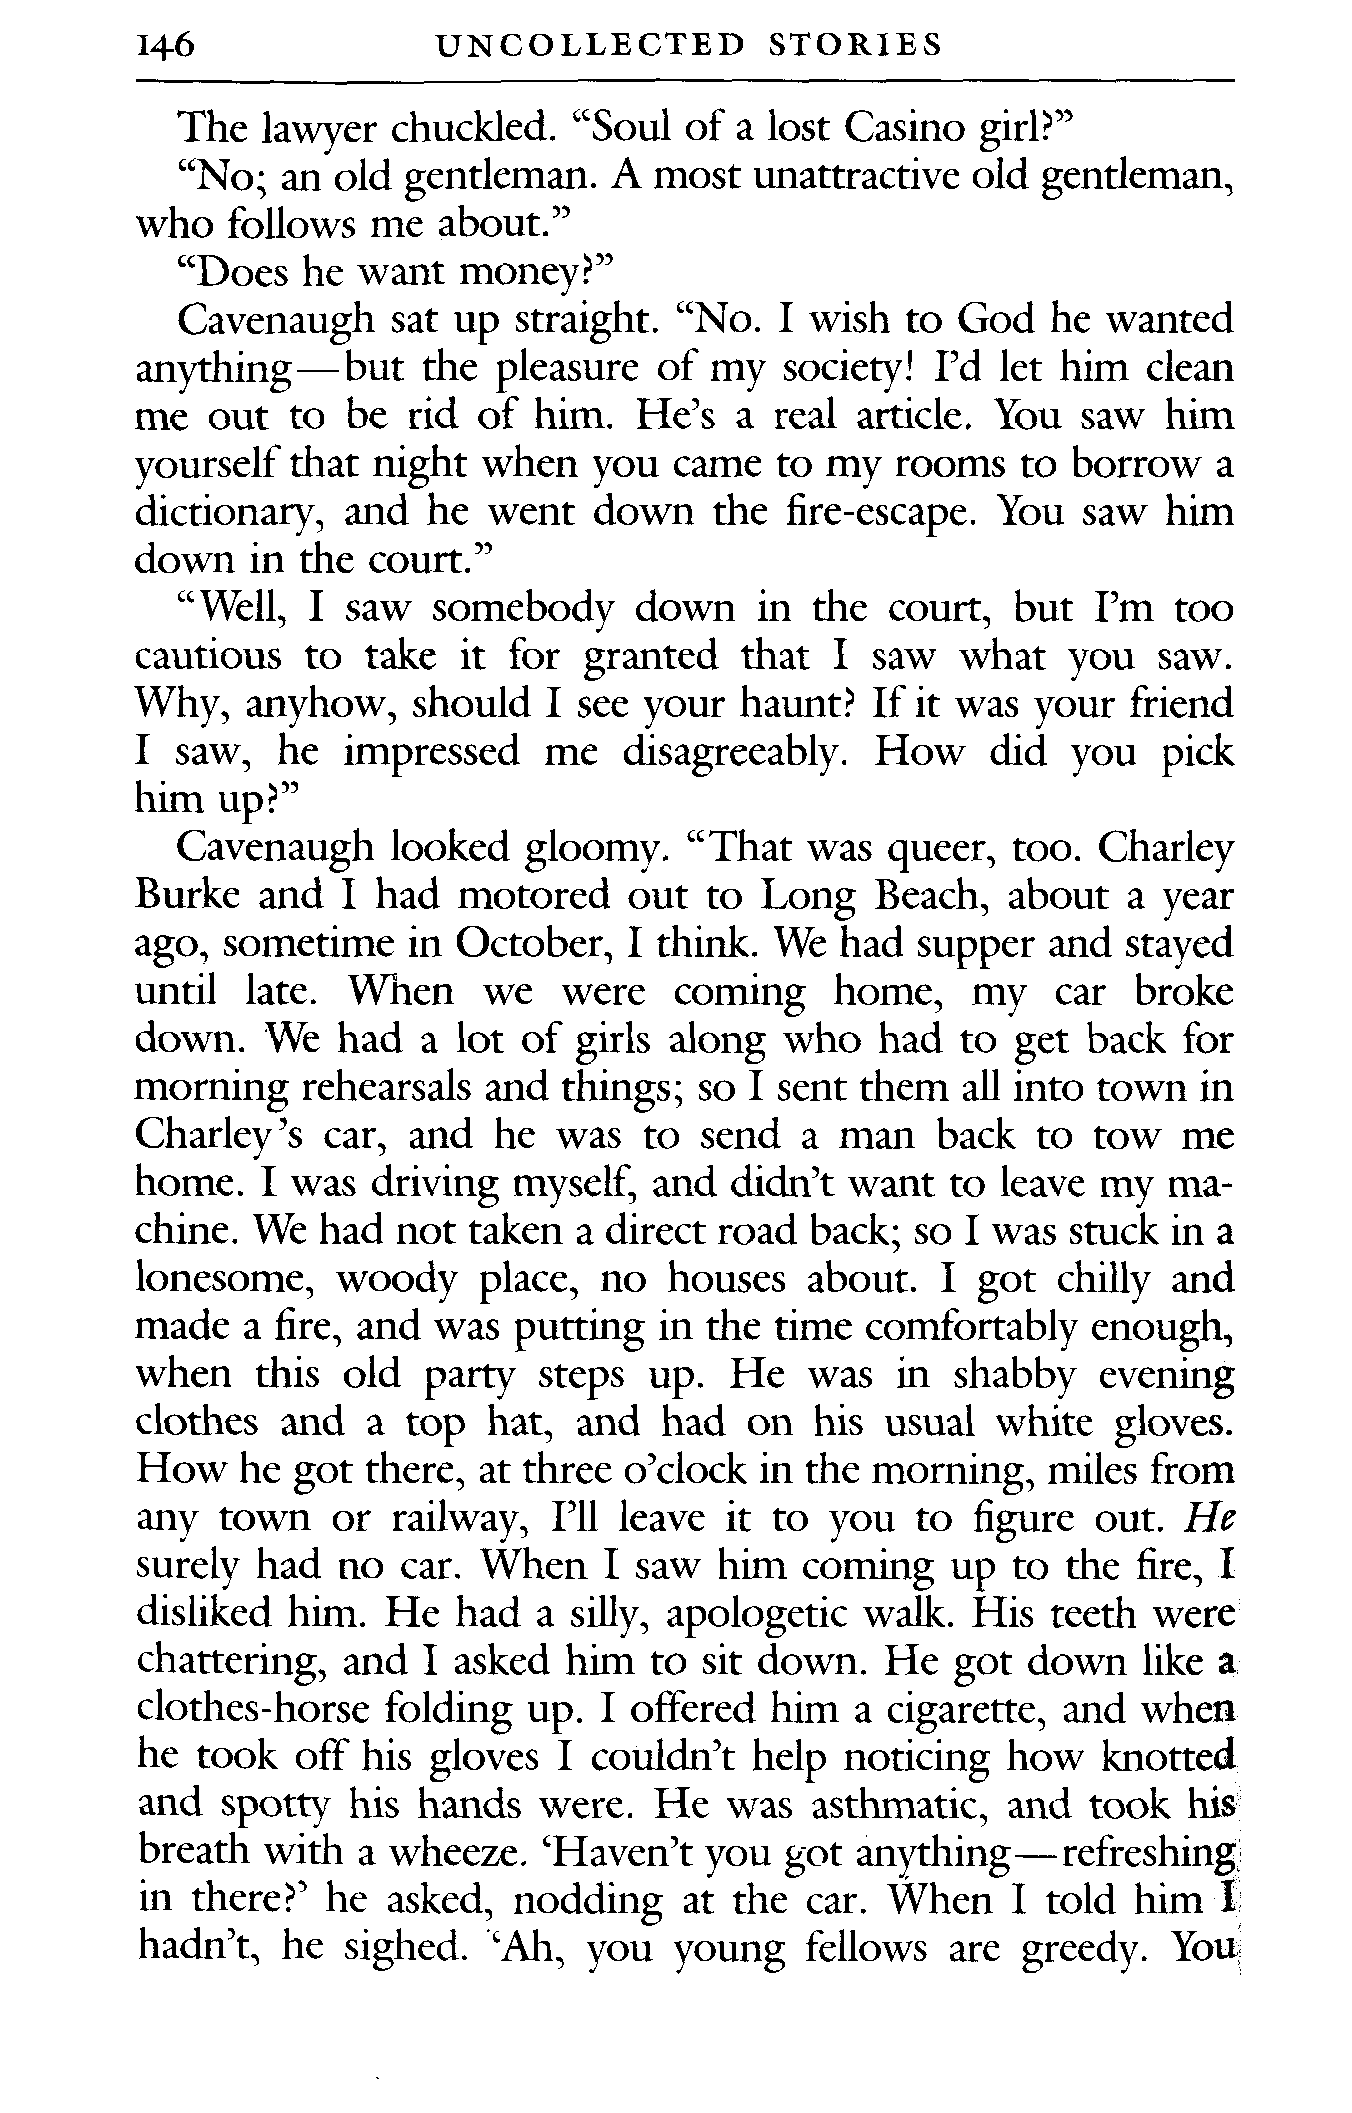 146 UNCOLLECTED STORIES
The lawyer chuckled. “Soul of a lost Casino girl?”
“No; an old gentleman. A most unattractive old gentleman,
who follows me about.”
“Does he want money?”
Cavenaugh sat up straight. “No. I wish to God he wanted
anything—but the pleasure of my society! I’d let him clean
me out to be rid of him. He’s a real article. You saw him
yourself that night when you came to my rooms to borrow a
dictionary, and he went down the fire-escape. You saw him
down in the court.”
“Well, I saw somebody down in the court, but I’m too
cautious to take it for granted that I saw what you saw.
Why, anyhow, should I see your haunt? If it was your friend
I saw, he impressed me disagreeably. How did you pick
him up?”
Cavenaugh looked gloomy. “That was queer, too. Charley
Burke and I had motored out to Long Beach, about a year
ago, sometime in October, I think. We had supper and stayed
until late. When we were coming home, my car broke
down. We had a lot of girls along who had to get back for
morning rehearsals and things; so I sent them all into town in
Charley’s car, and he was to send a man back to tow me
home. I was driving myself, and didn’t want to leave my ma-
chine. We had not taken a direct road back; so I was stuck in a
lonesome, woody place, no houses about. I got chilly and
made a fire, and was putting in the time comfortably enough,
when this old party steps up. He was in shabby evening
clothes and a top hat, and had on his usual white gloves.
How he got there, at three o’clock in the morning, miles from
any town or railway, I’ll leave it to you to figure out. He
surely had no car. When I saw him coming up to the fire, I
disliked him. He had a silly, apologetic walk. His teeth were
chattering, and I asked him to sit down. He got down like a
clothes-horse folding up. I offered him a cigarette, and when
he took off his gloves I couldn’t help noticing how knotted
and spotty his hands were. He was asthmatic, and took his
breath with a wheeze. ‘Haven’t you got anything—refreshing
in there?’ he asked, nodding at the car. When I told him I
hadn’t, he sighed. ‘Ah, you young fellows are greedy. You